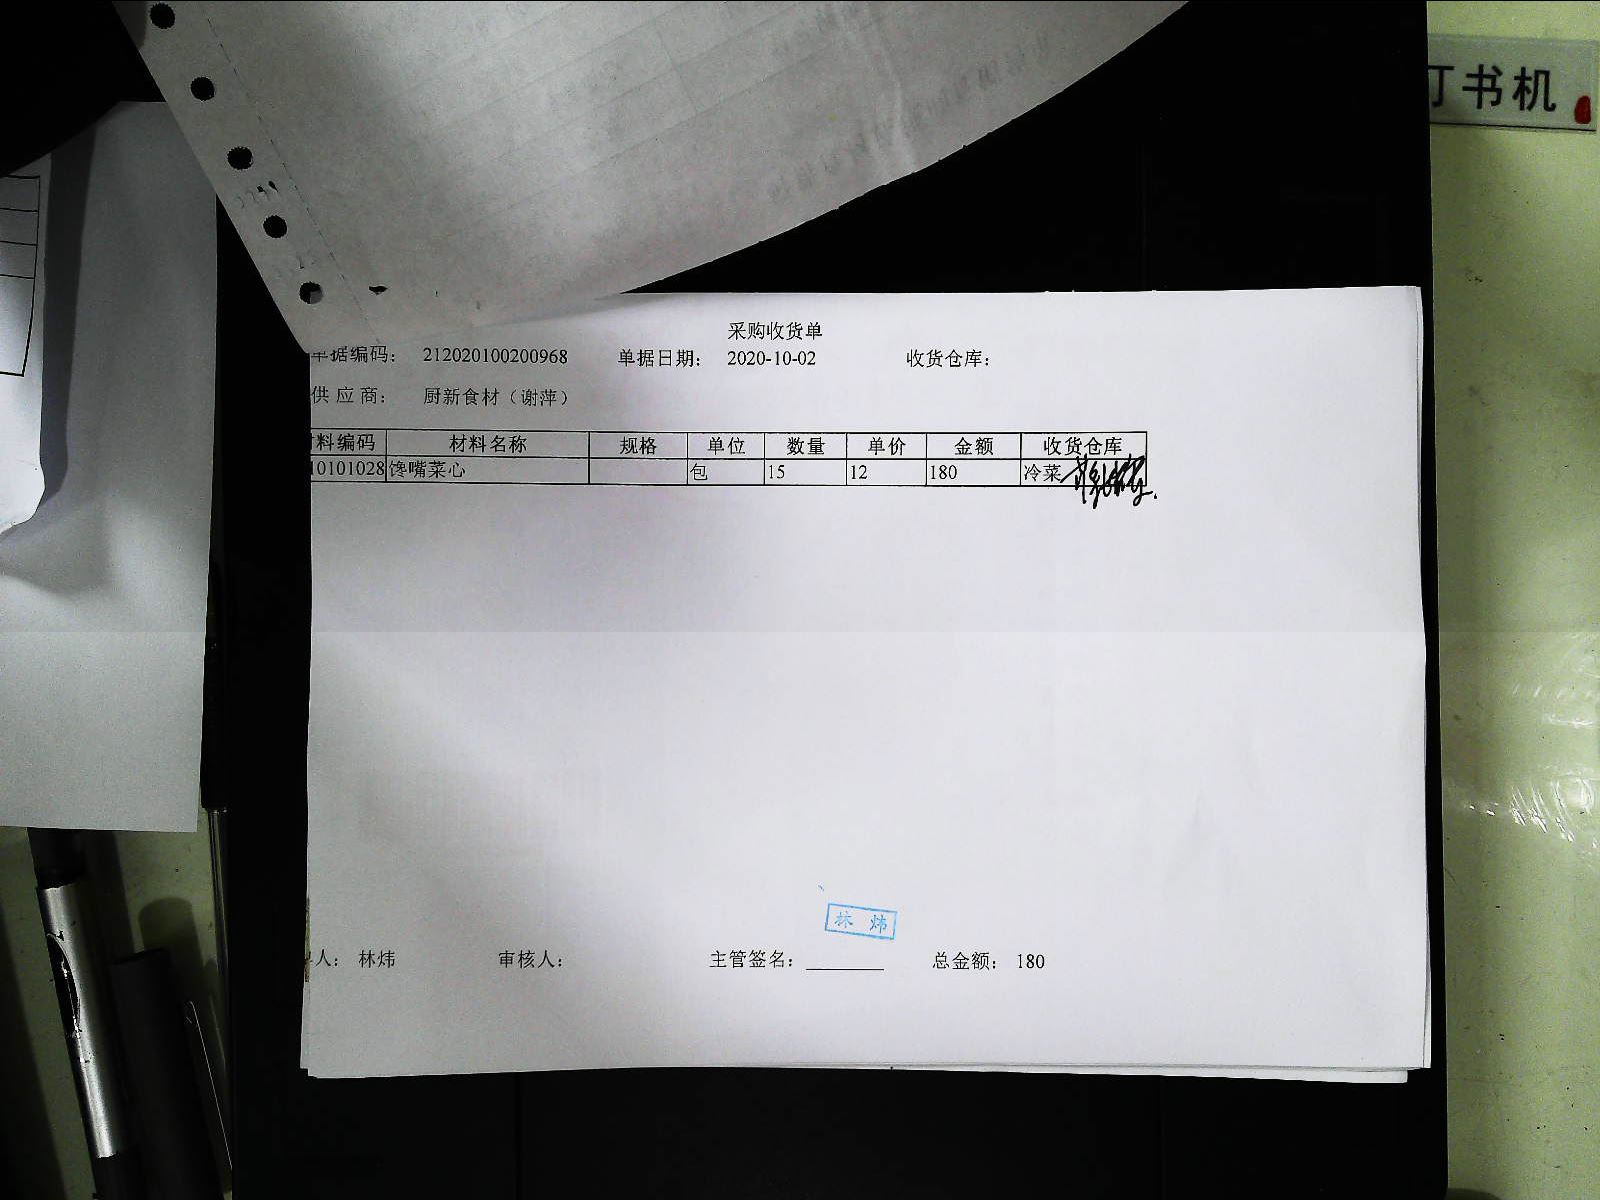 订书机
采购收货单
单据编码： 212020100200968 单据日期： 2020-10-02 收货仓库：
供 应 商： 厨新食材（谢萍）
材料编码 材料名称 规格 单位 数量 单价 金额 收货仓库
10101028 馋嘴菜心 包 15 12 180 冷菜
林 炜
人： 林炜 审核人： 主管签名： 总金额： 180